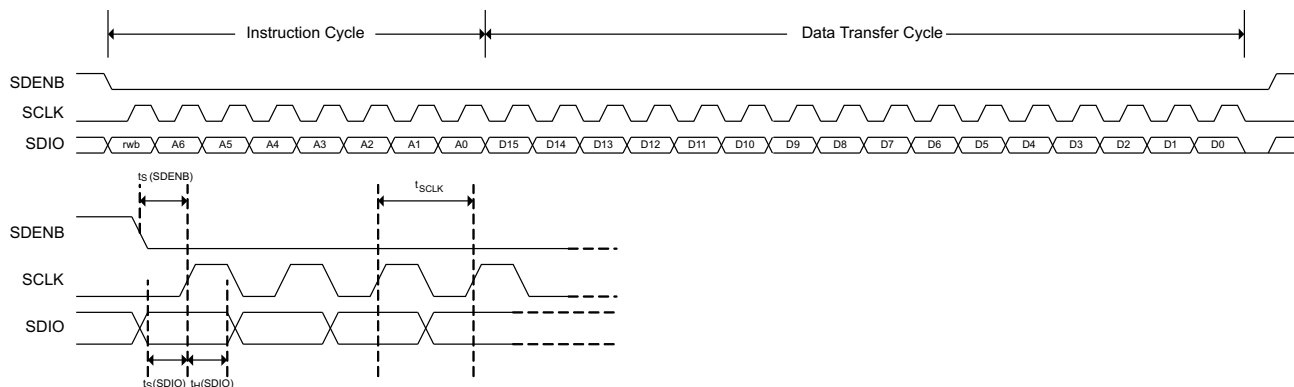 Instruction Cycle
Data Transfer Cycle
SDENB
SCLK
SDIO
rwb A6 A5 A4 A3 A2 A1 A0 D15 D14 D13 D12 D11 D10 D9 D8 D7 D6 D5 D4 D3 D2 D1 D0
tS (SDENB)
tSCLK
SDENB
SCLK
SDIO
tS(SDIO) tH(SDIO)